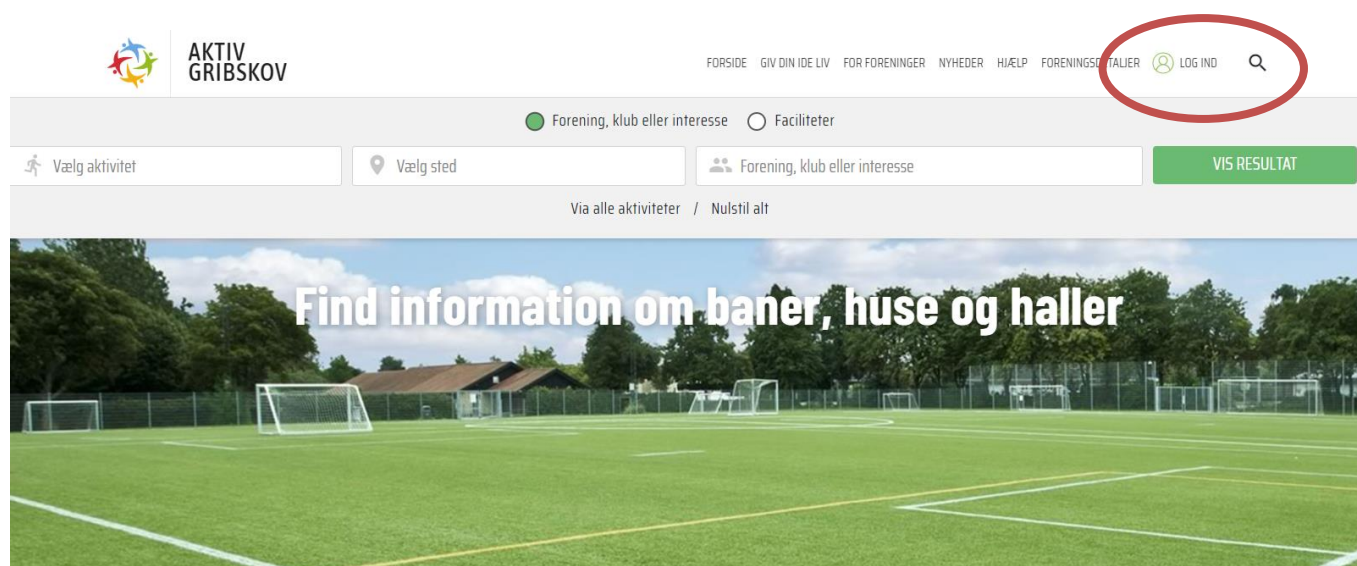 AKTIV
GRIBSKOV
FORSIDE GIV DIN IDE LIV FOR FORENINGER NYHEDER HJÆLP FORENINGSDETALJER LOG IND
Forening, klub eller interesse Faciliteter
Vælg aktivitet Vælg sted Forening, klub eller interesse VIS RESULTAT
Via alle aktiviteter / Nulstil alt
Find information om baner, huse og haller